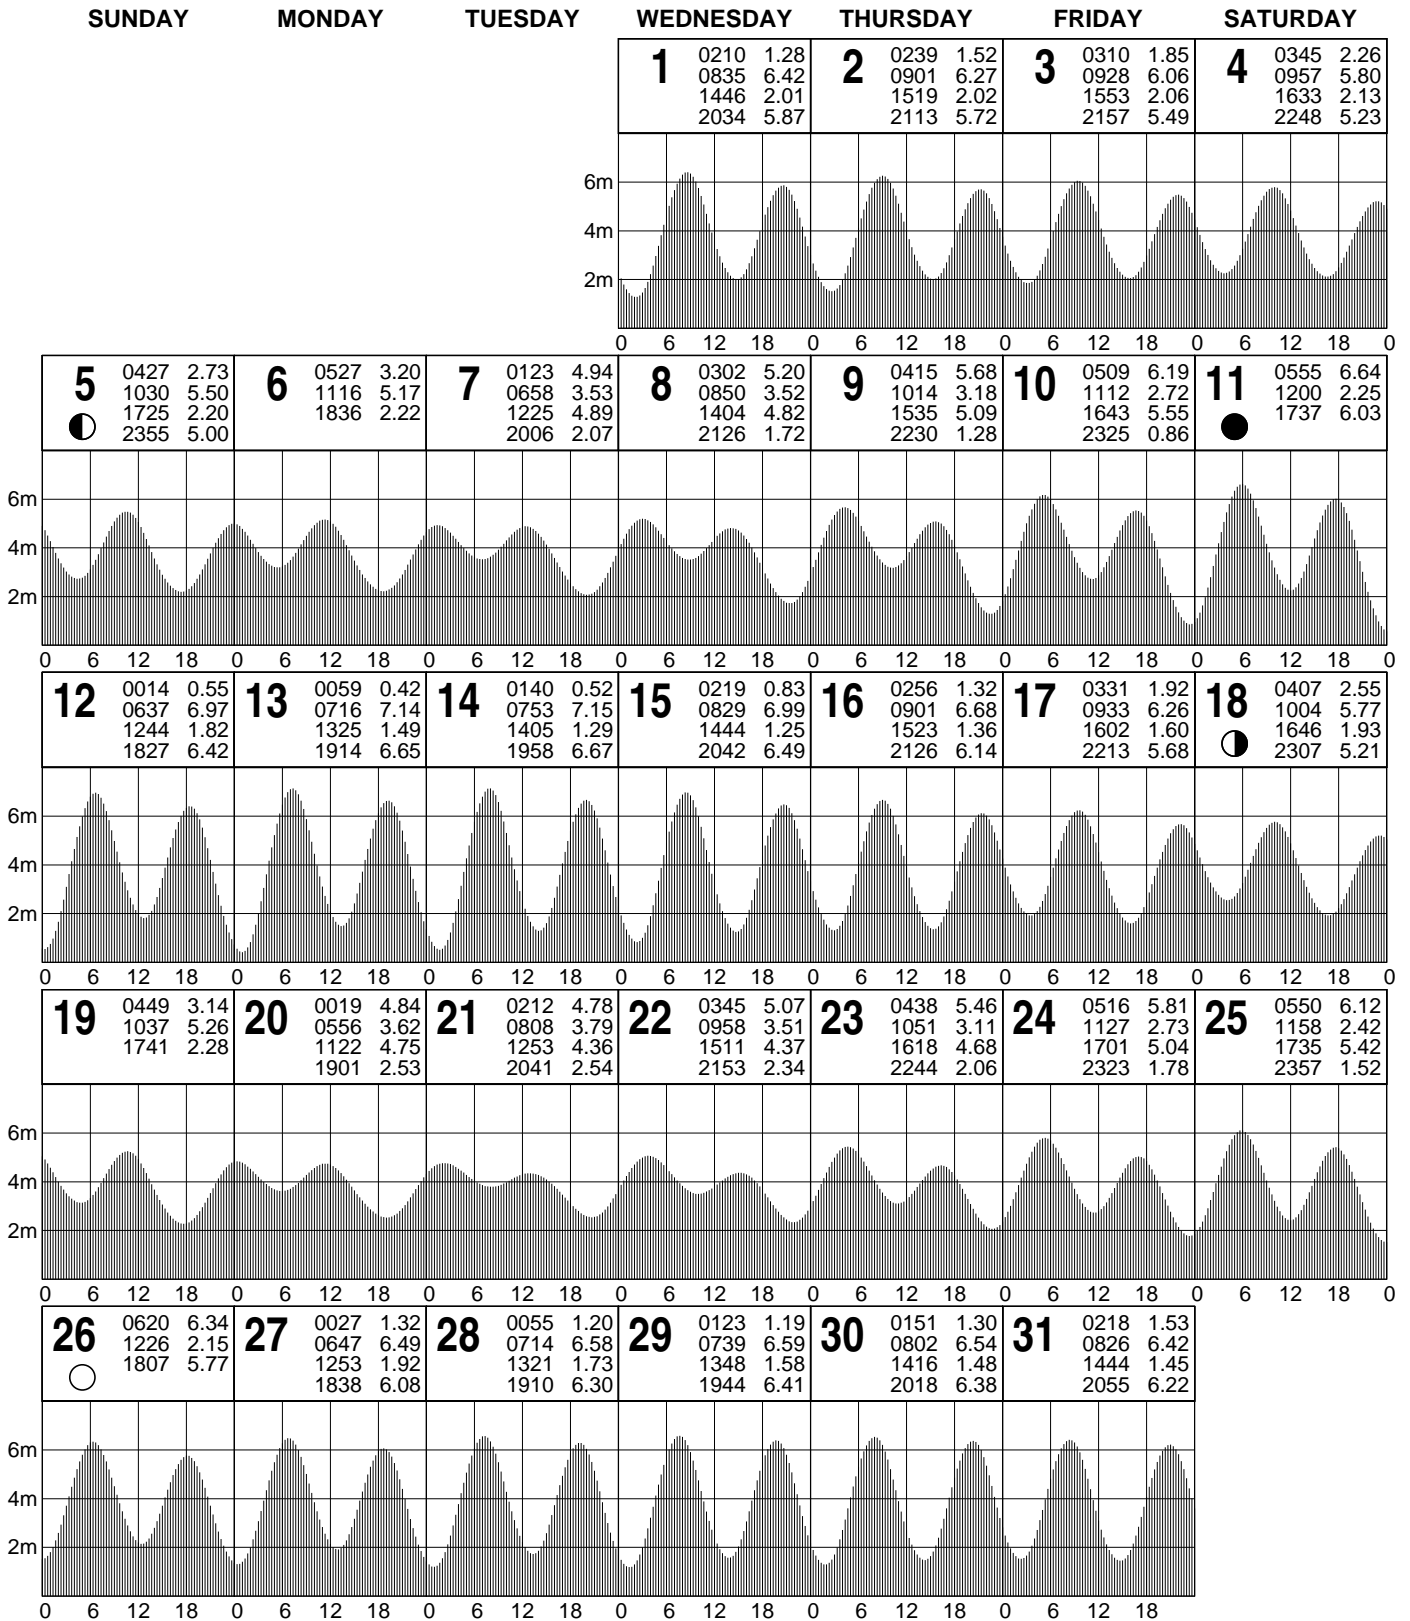 SUNDAY MONDAY TUESDAY WEDNESDAY THURSDAY FRIDAY SATURDAY
1 0210 1.28 2 0239 1.52 3 0310 1.85 4 0345 2.26
0835 6.42 0901 6.27 0928 6.06 0957 5.80
1446 2.01 1519 2.02 1553 2.06 1633 2.13
2034 5.87 2113 5.72 2157 5.49 2248 5.23
6m
4m
2m
0 6 12 18 0 6 12 18 0 6 12 18 0 6 12 18 0
5 0427 2.73 6 0527 3.20 7 0123 4.94 8 0302 5.20 9 0415 5.68 10 0509 6.19 11 0555 6.64
1030 5.50 1116 5.17 0658 3.53 0850 3.52 1014 3.18 1112 2.72 1200 2.25
1725 2.20 1836 2.22 1225 4.89 1404 4.82 1535 5.09 1643 5.55 1737 6.03
2355 5.00 2006 2.07 2126 1.72 2230 1.28 2325 0.86
6m
4m
2m
0 6 12 18 0 6 12 18 0 6 12 18 0 6 12 18 0 6 12 18 0 6 12 18 0 6 12 18 0
12 0014 0.55 13 0059 0.42 14 0140 0.52 15 0219 0.83 16 0256 1.32 17 0331 1.92 18 0407 2.55
0637 6.97 0716 7.14 0753 7.15 0829 6.99 0901 6.68 0933 6.26 1004 5.77
1244 1.82 1325 1.49 1405 1.29 1444 1.25 1523 1.36 1602 1.60 1646 1.93
1827 6.42 1914 6.65 1958 6.67 2042 6.49 2126 6.14 2213 5.68 2307 5.21
6m
4m
2m
0 6 12 18 0 6 12 18 0 6 12 18 0 6 12 18 0 6 12 18 0 6 12 18 0 6 12 18 0
19 0449 3.14 20 0019 4.84 21 0212 4.78 22 0345 5.07 23 0438 5.46 24 0516 5.81 25 0550 6.12
1037 5.26 0556 3.62 0808 3.79 0958 3.51 1051 3.11 1127 2.73 1158 2.42
1741 2.28 1122 4.75 1253 4.36 1511 4.37 1618 4.68 1701 5.04 1735 5.42
1901 2.53 2041 2.54 2153 2.34 2244 2.06 2323 1.78 2357 1.52
6m
4m
2m
0 6 12 18 0 6 12 18 0 6 12 18 0 6 12 18 0 6 12 18 0 6 12 18 0 6 12 18 0
26 0620 6.34 27 0027 1.32 28 0055 1.20 29 0123 1.19 30 0151 1.30 31 0218 1.53
1226 2.15 0647 6.49 0714 6.58 0739 6.59 0802 6.54 0826 6.42
1807 5.77 1253 1.92 1321 1.73 1348 1.58 1416 1.48 1444 1.45
1838 6.08 1910 6.30 1944 6.41 2018 6.38 2055 6.22
6m
4m
2m
0 6 12 18 0 6 12 18 0 6 12 18 0 6 12 18 0 6 12 18 0 6 12 18